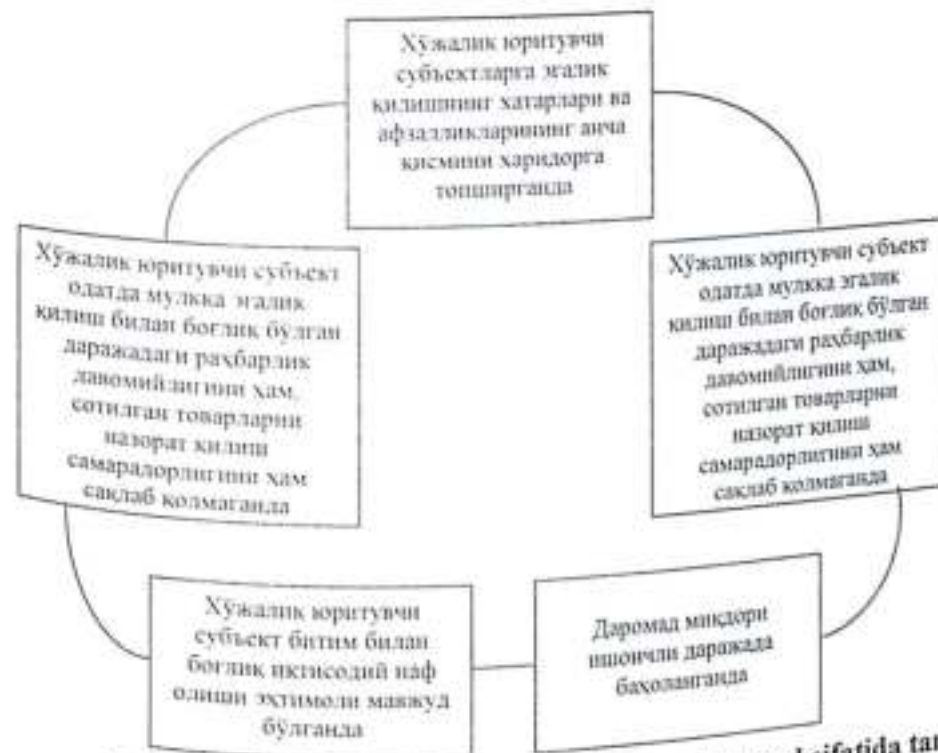 Хўжалик юритувчи
субъектларга эгалик
қилишнинг хатарлари ва
афзалликларининг анча
қисмини харидорга
топширганда
Хўжалик юритувчи субъект
одатда мулкка эгалик
қилиш билан боғлиқ бўлган
даражадаги раҳбарлик
давомийлигини ҳам,
сотилган товарларни
назорат қилиш
самарадорлигини ҳам
сақлаб қолмаганда
Хўжалик юритувчи субъект
одатда мулкка эгалик
қилиш билан боғлиқ бўлган
даражадаги раҳбарлик
давомийлигини ҳам,
сотилган товарларни
назорат қилиш
самарадорлигини ҳам
сақлаб қолмаганда
Хўжалик юритувчи
субъект битим билан
боғлиқ иқтисодий наф
олиши эҳтимоли мавжуд
бўлганда
Даромад миқдори
ишончли даражада
баҳоланганда